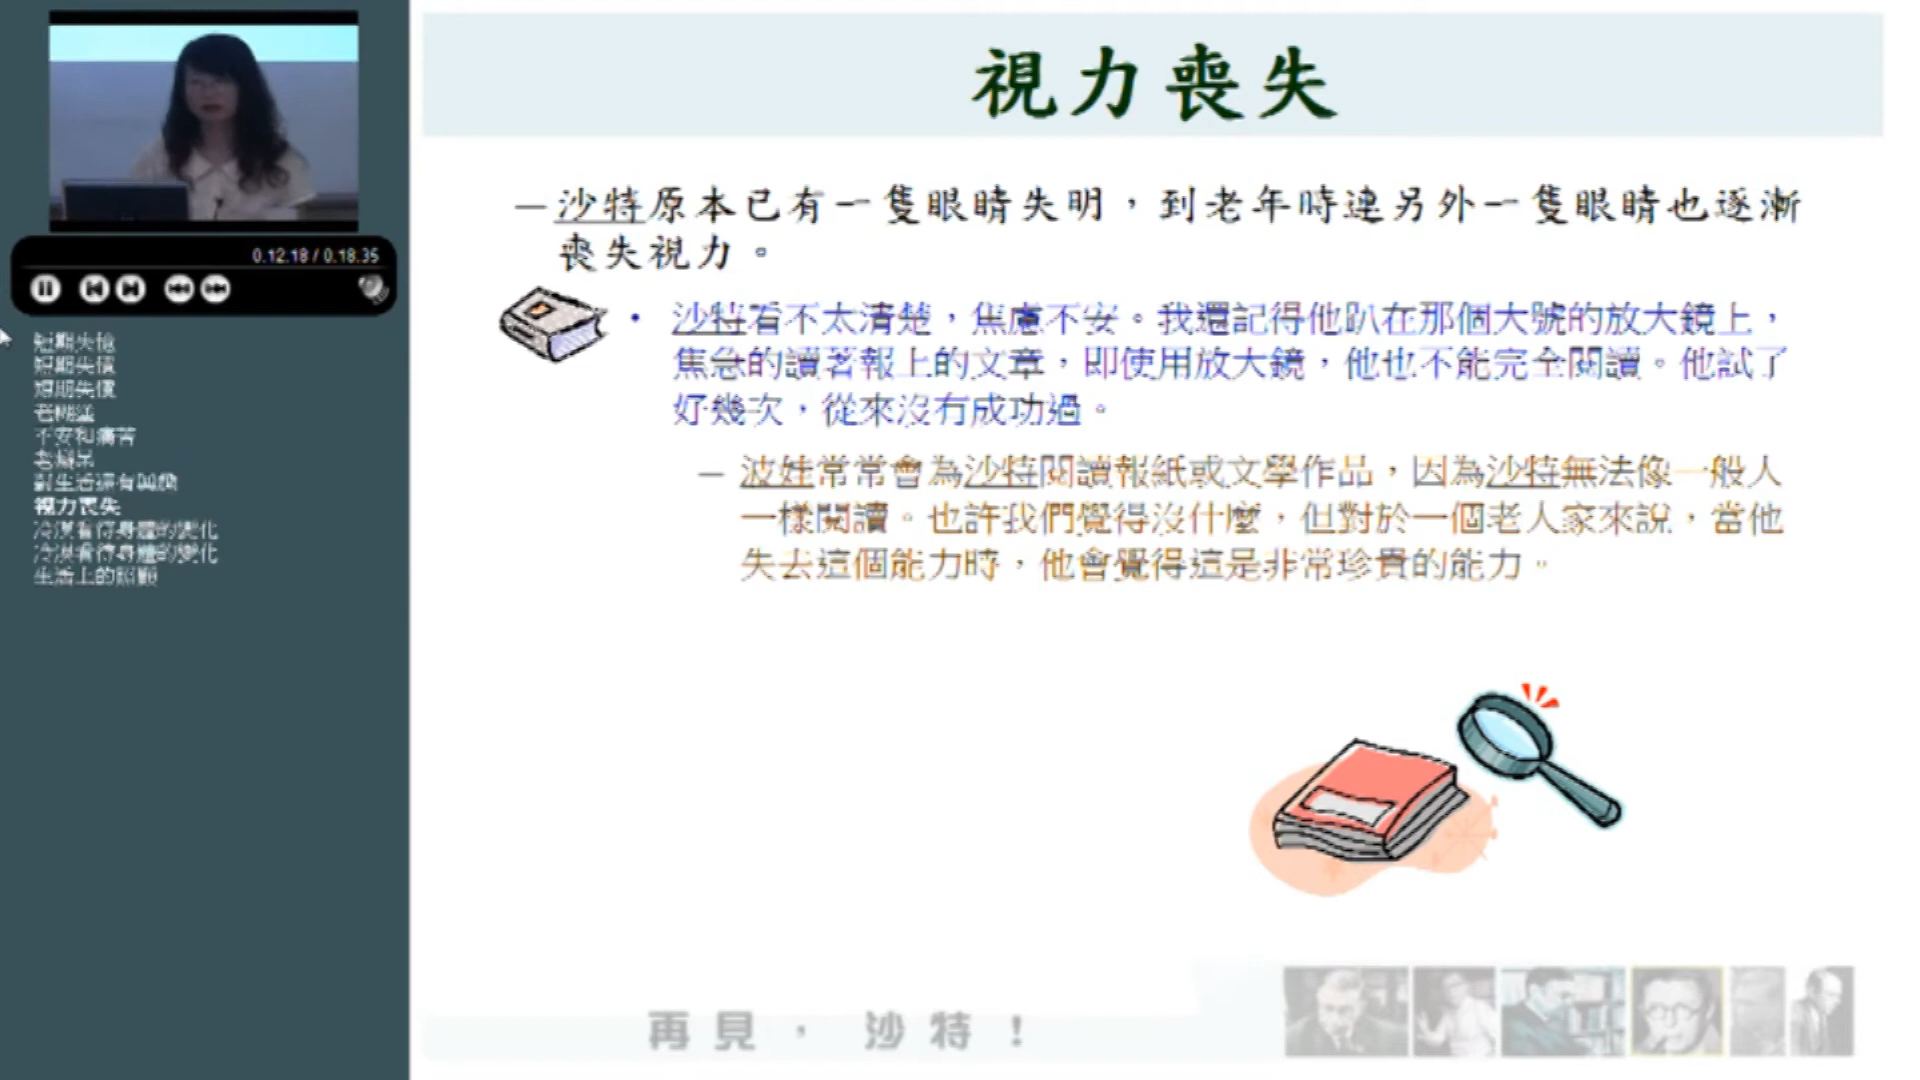 0.12.18 / 0.18.35
短期失憶
短期失憶
短期失憶
老糊塗
不安和痛苦
老癡呆
對生活還有興趣
視力喪失
冷漠看待身體的變化
冷漠看待身體的變化
生活上的照顧
視力喪失
–沙特原本已有一隻眼睛失明，到老年時連另外一隻眼睛也逐漸
喪失視力。
• 沙特看不太清楚，焦慮不安。我還記得他趴在那個大號的放大鏡上，
焦急的讀著報上的文章，即使用放大鏡，他也不能完全閱讀。他試了
好幾次，從來沒有成功過。
– 波娃常常會為沙特閱讀報紙或文學作品，因為沙特無法像一般人
一樣閱讀。也許我們覺得沒什麼，但對於一個老人家來說，當他
失去這個能力時，他會覺得這是非常珍貴的能力。
再見，沙特！